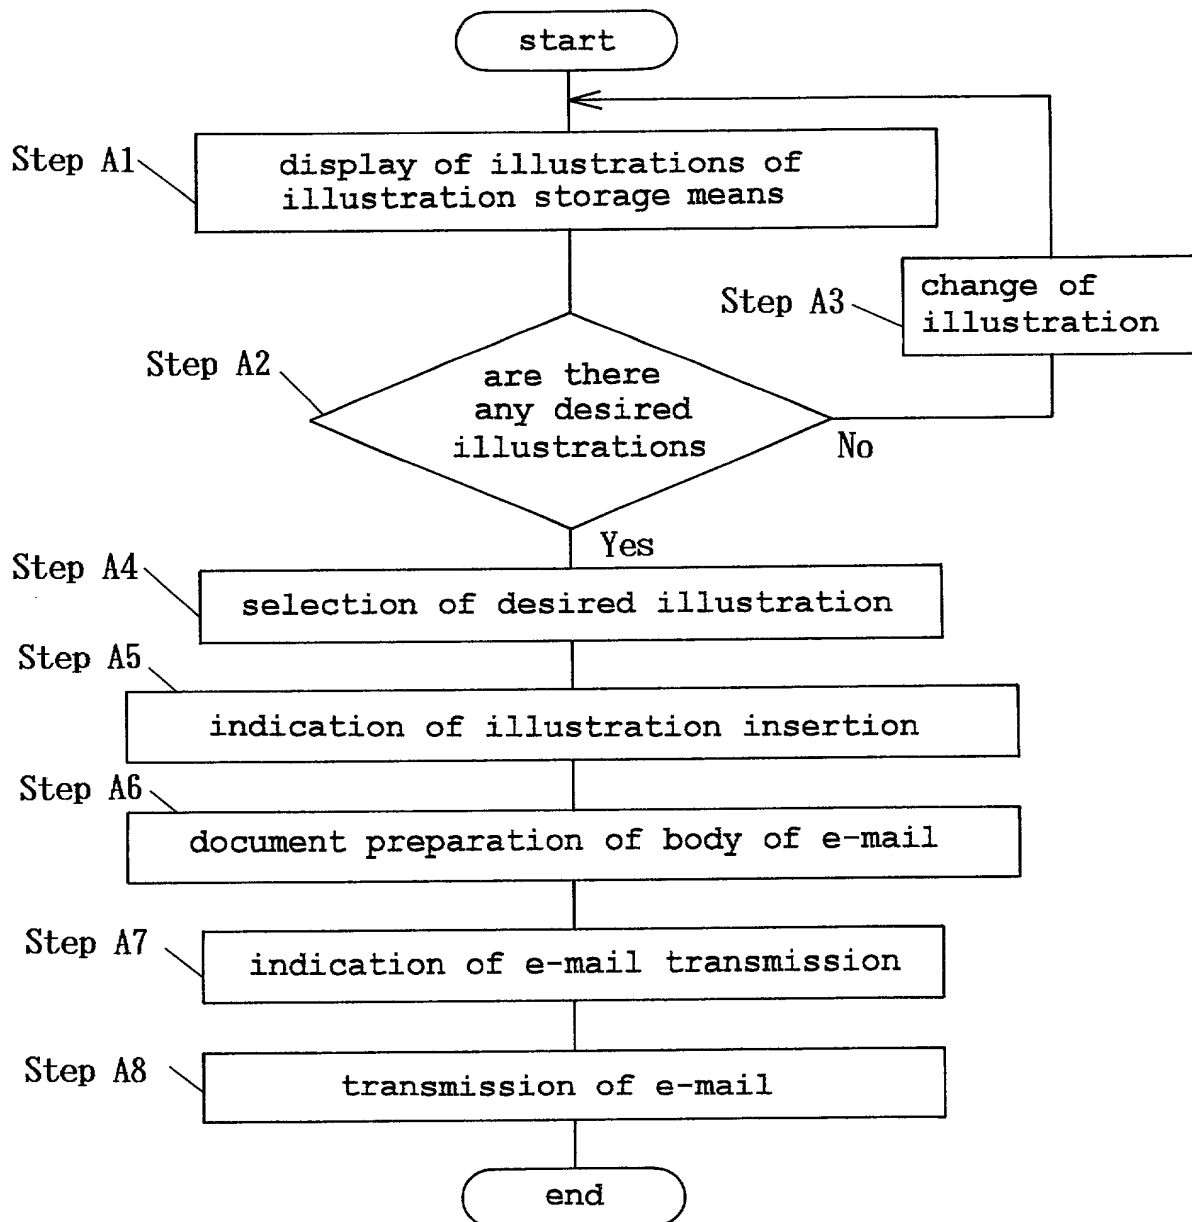 start
Step A1
display of illustrations of
illustration storage means
Step A3
change of
illustration
Step A2
are there
any desired
illustrations
No
Yes
Step A4
selection of desired illustration
Step A5
indication of illustration insertion
Step A6
document preparation of body of e-mail
Step A7
indication of e-mail transmission
Step A8
transmission of e-mail
end